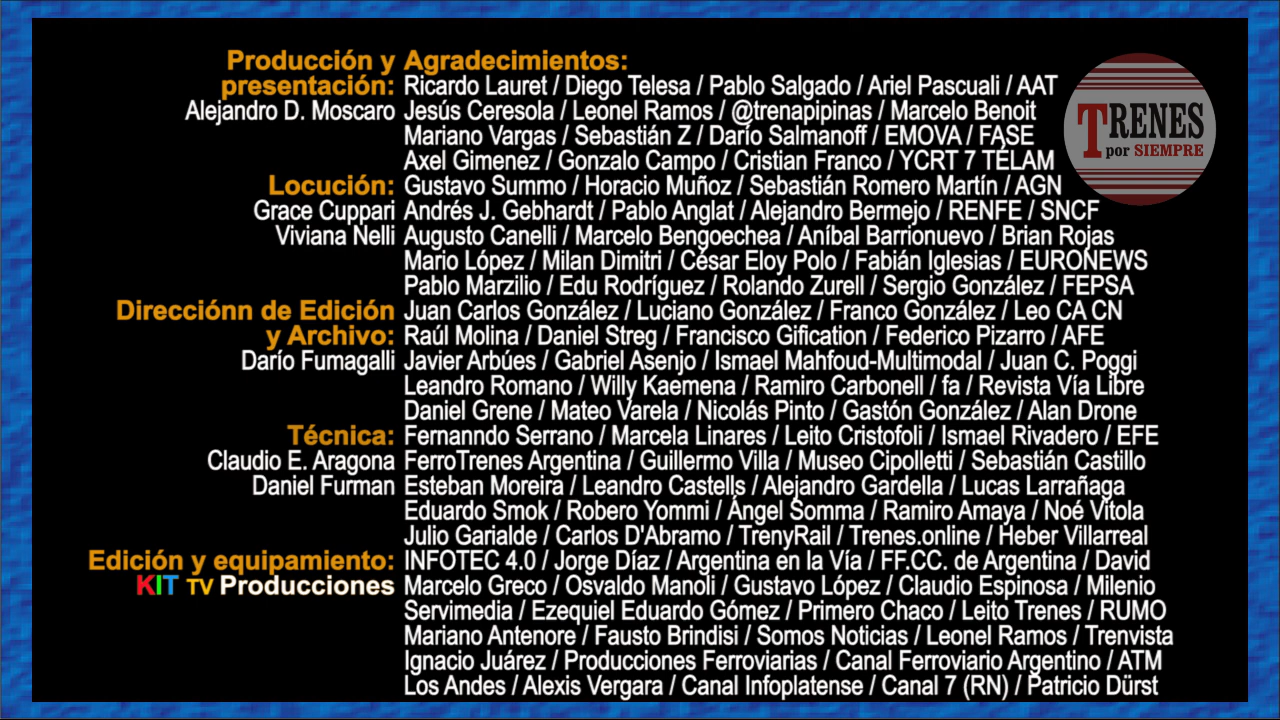 Producción y
presentación:
Alejandro D. Moscaro
Locución:
Grace Cuppari
Viviana Nelli
Direcciónn de Edición
y Archivo:
Darío Fumagalli
Técnica:
Claudio E. Aragona
Daniel Furman
Edición y equipamiento:
KIT TV Producciones
Agradecimientos:
Ricardo Lauret / Diego Telesa / Pablo Salgado / Ariel Pascuali / AAT
Jesús Ceresola / Leonel Ramos / @trenapipinas / Marcelo Benoit
Mariano Vargas / Sebastián Z / Darío Salmanoff / EMOVA / FASE
Axel Gimenez / Gonzalo Campo / Cristian Franco / YCRT 7 TÉLAM
Gustavo Summo / Horacio Muñoz / Sebastián Romero Martín / AGN
Andrés J. Gebhardt / Pablo Anglat / Alejandro Bermejo / RENFE / SNCF
Augusto Canelli / Marcelo Bengoechea / Aníbal Barrionuevo / Brian Rojas
Mario López / Milan Dimitri / César Eloy Polo / Fabián Iglesias / EURONEWS
Pablo Marzilio / Edu Rodríguez / Rolando Zurell / Sergio González / FEPSA
Juan Carlos González / Luciano González / Franco González / Leo CA CN
Raúl Molina / Daniel Streg / Francisco Gification / Federico Pizarro / AFE
Javier Arbúes / Gabriel Asenjo / Ismael Mahfoud-Multimodal / Juan C. Poggi
Leandro Romano / Willy Kaemena / Ramiro Carbonell / fa / Revista Vía Libre
Daniel Grene / Mateo Varela / Nicolás Pinto / Gastón González / Alan Drone
Fernanndo Serrano / Marcela Linares / Leito Cristofoli / Ismael Rivadero / EFE
FerroTrenes Argentina / Guillermo Villa / Museo Cipolletti / Sebastián Castillo
Esteban Moreira / Leandro Castells / Alejandro Gardella / Lucas Larrañaga
Eduardo Smok / Robero Yommi / Ángel Somma / Ramiro Amaya / Noé Vitola
Julio Garialde / Carlos D'Abramo / TrenyRail / Trenes.online / Heber Villarreal
INFOTEC 4.0 / Jorge Díaz / Argentina en la Vía / FF.CC. de Argentina / David
Marcelo Greco / Osvaldo Manoli / Gustavo López / Claudio Espinosa / Milenio
Servimedia / Ezequiel Eduardo Gómez / Primero Chaco / Leito Trenes / RUMO
Mariano Antenore / Fausto Brindisi / Somos Noticias / Leonel Ramos / Trenvista
Ignacio Juárez / Producciones Ferroviarias / Canal Ferroviario Argentino / ATM
Los Andes / Alexis Vergara / Canal Infoplatense / Canal 7 (RN) / Patricio Dürst
TRENES
por SIEMPRE